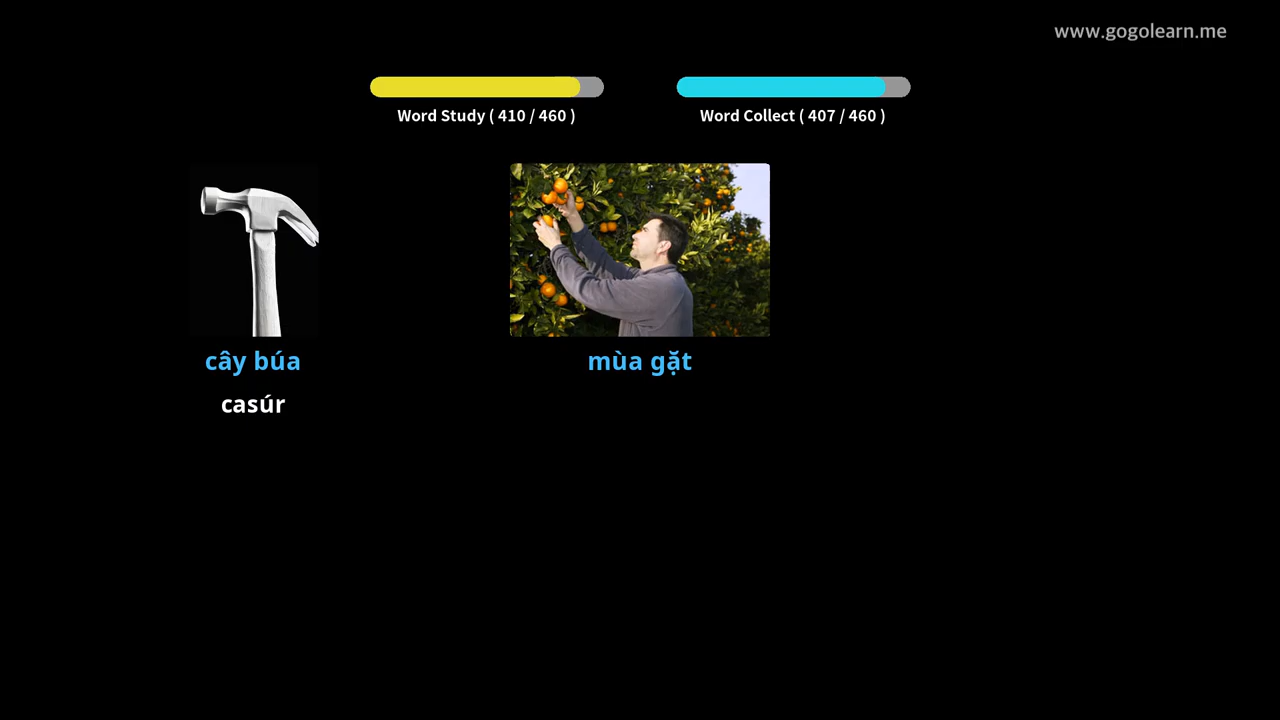 www.gogolearn.me
Word Study ( 410 / 460 )
Word Collect ( 407 / 460 )
cây búa
mùa gặt
casúr